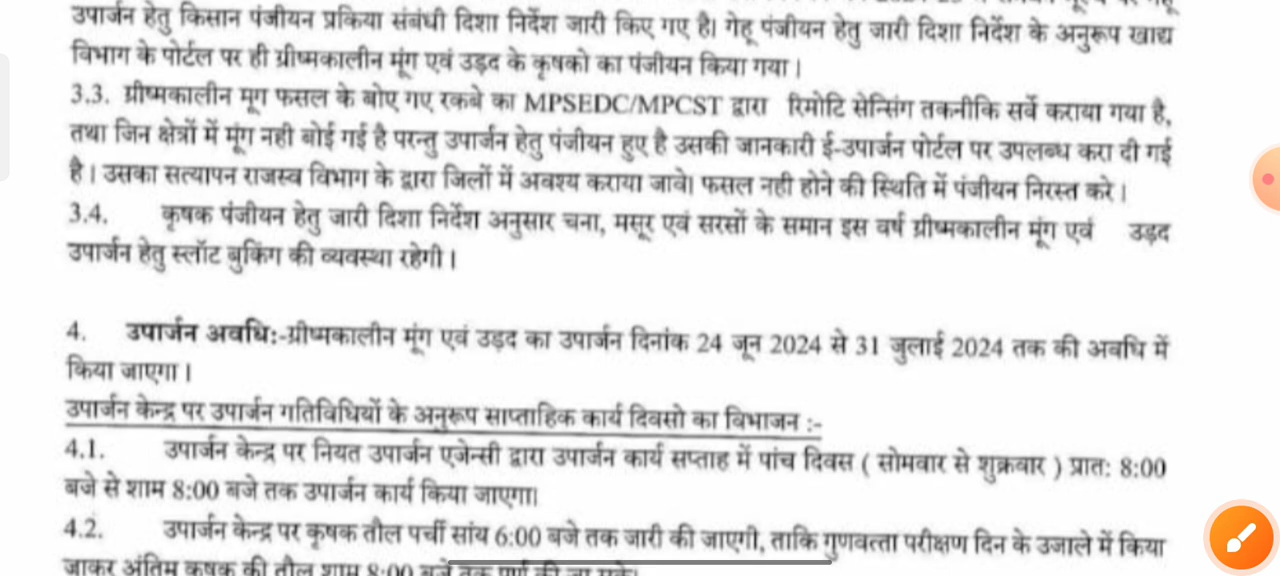 उपार्जन हेतु किसान पंजीयन प्रकिया संबंधी दिशा निर्देश जारी किए गए है। गेहू पंजीयन हेतु जारी दिशा निर्देश के अनुरूप खाद्य
विभाग के पोर्टल पर ही ग्रीष्मकालीन मूंग एवं उड़द के कृषको का पंजीयन किया गया।
3.3. ग्रीष्मकालीन मूग फसल के बोए गए रकबे का MPSEDC/MPCST द्वारा रिमोटि सेन्सिंग तकनीकि सर्वे कराया गया है,
तथा जिन क्षेत्रों में मूंग नही बोई गई है परन्तु उपार्जन हेतु पंजीयन हुए है उसकी जानकारी ई-उपार्जन पोर्टल पर उपलब्ध करा दी गई
है। उसका सत्यापन राजस्व विभाग के द्वारा जिलों में अवश्य कराया जावे। फसल नही होने की स्थिति में पंजीयन निरस्त करे।
3.4. कृषक पंजीयन हेतु जारी दिशा निर्देश अनुसार चना, मसूर एवं सरसों के समान इस वर्ष ग्रीष्मकालीन मूंग एवं उड़द
उपार्जन हेतु स्लॉट बुकिंग की व्यवस्था रहेगी।
4. उपार्जन अवधि:-ग्रीष्मकालीन मूंग एवं उड़द का उपार्जन दिनांक 24 जून 2024 से 31 जुलाई 2024 तक की अवधि में
किया जाएगा।
उपार्जन केन्द्र पर उपार्जन गतिविधियों के अनुरूप साप्ताहिक कार्य दिवसो का विभाजन :-
4.1. उपार्जन केन्द्र पर नियत उपार्जन एजेन्सी द्वारा उपार्जन कार्य सप्ताह में पांच दिवस ( सोमवार से शुक्रवार ) प्रात: 8:00
बजे से शाम 8:00 बजे तक उपार्जन कार्य किया जाएगा।
4.2. उपार्जन केन्द्र पर कृषक तौल पर्ची सांय 6:00 बजे तक जारी की जाएगी, ताकि गुणवत्ता परीक्षण दिन के उजाले में किया
जाकर अंतिम कृषक की तौल शाम 8:00 बजे तक पूर्ण की जा सके।